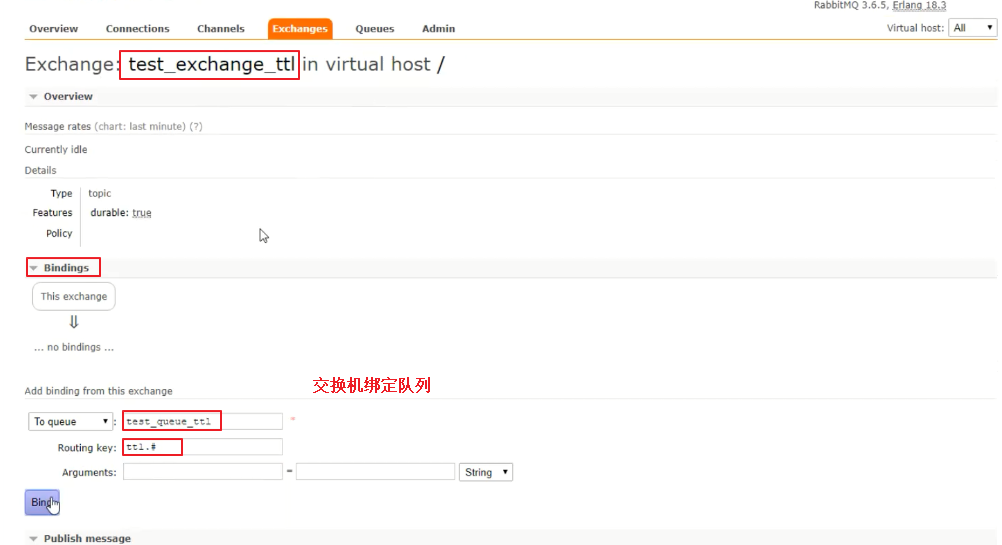 RabbitMQ 3.6.5, Erlang 18.3
Overview Connections Channels Exchanges Queues Admin
Virtual host: All
Exchange: test_exchange_ttl in virtual host /
Overview
Message rates (chart: last minute) (?)
Currently idle
Details
Type topic
Features durable: true
Policy
Bindings
This exchange
⇓
... no bindings ...
交换机绑定队列
Add binding from this exchange
To queue : test_queue_ttl *
Routing key: ttl.#
Arguments: = String
Bind
Publish message